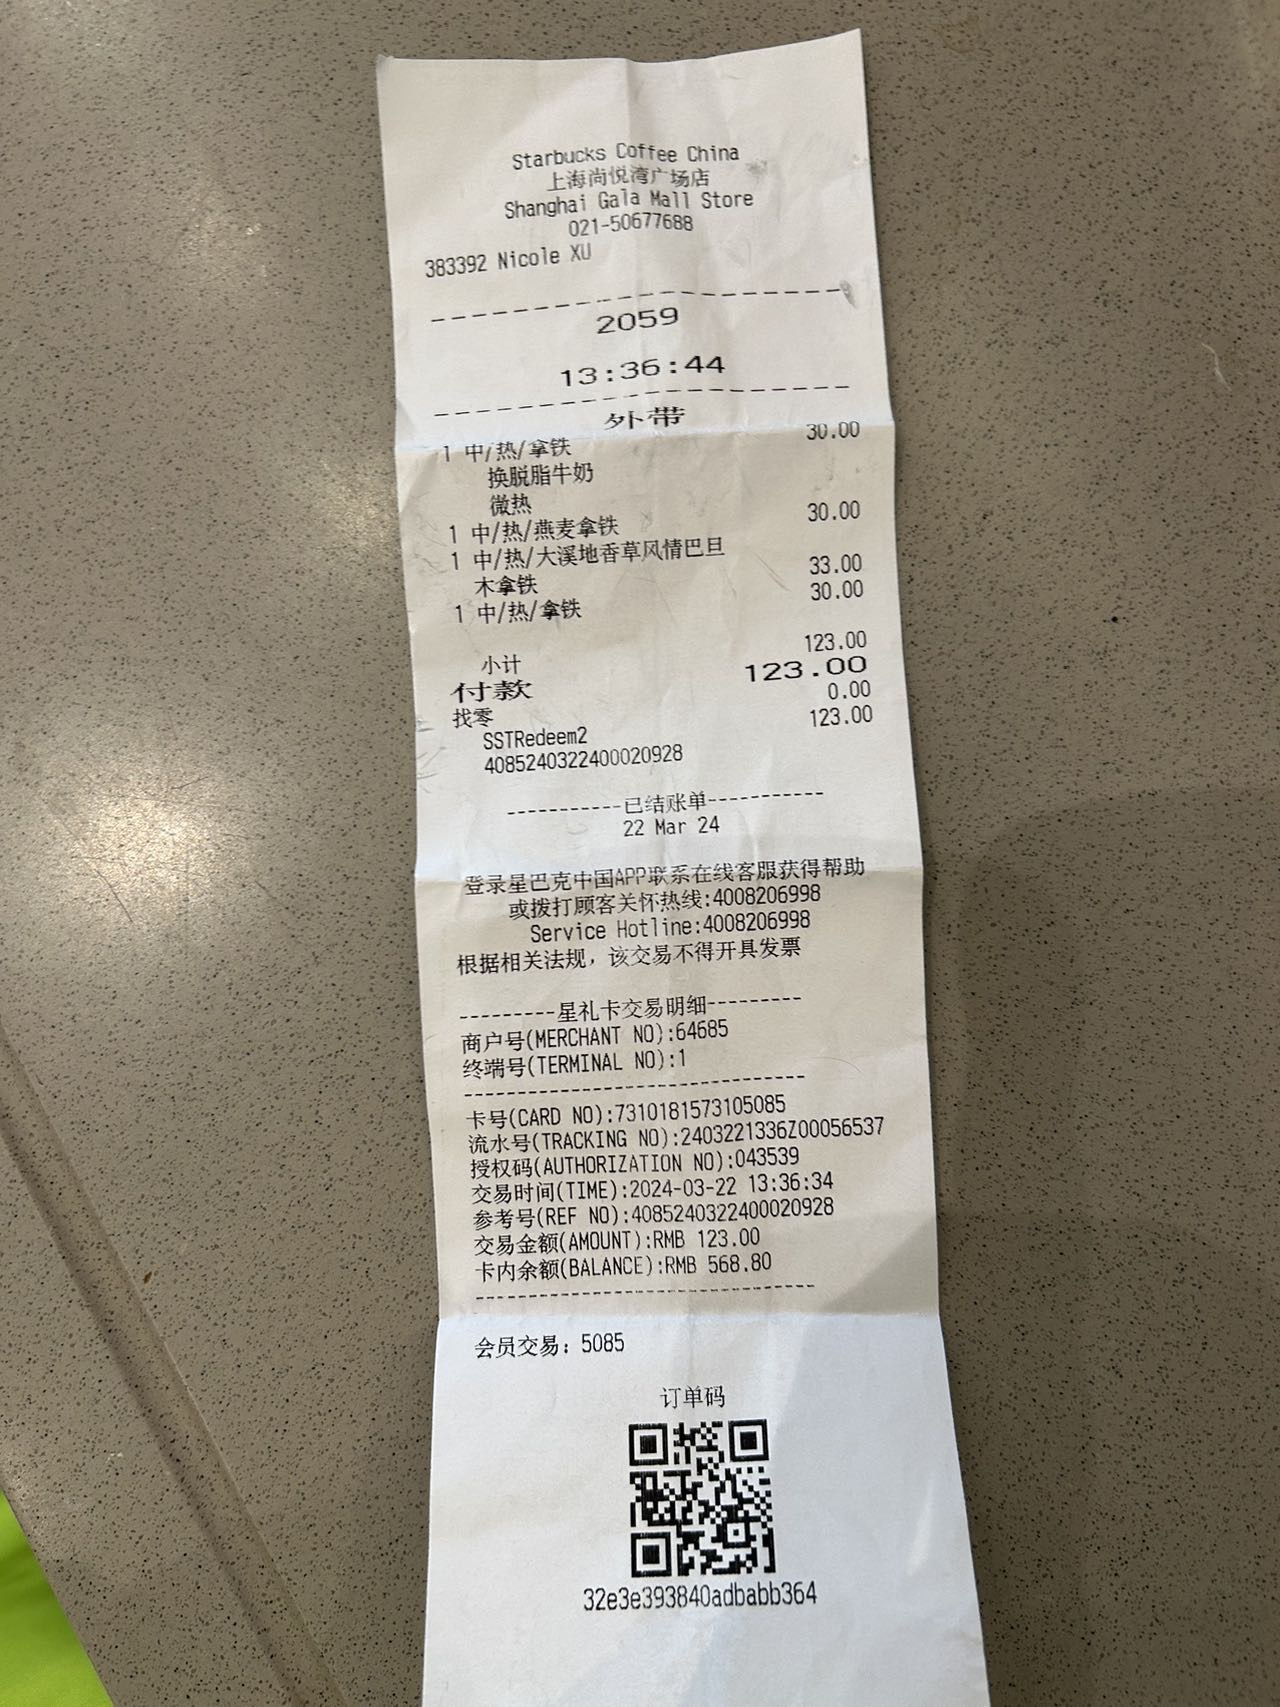 Starbucks Coffee China
上海尚悦湾广场店
Shanghai Gala Mall Store
021-50677688
383392 Nicole XU
2059
13:36:44
外带
1 中/热/拿铁 30.00
换脱脂牛奶
微热
1 中/热/燕麦拿铁 30.00
1 中/热/大溪地香草风情巴旦
木拿铁 33.00
1 中/热/拿铁 30.00
小计 123.00
付款 123.00
找零 0.00
SSTRedeem2 123.00
4085240322400020928
-----------已结账单-----------
22 Mar 24
登录星巴克中国APP联系在线客服获得帮助
或拨打顾客关怀热线:4008206998
Service Hotline:4008206998
根据相关法规，该交易不得开具发票
---------星礼卡交易明细---------
商户号(MERCHANT NO):64685
终端号(TERMINAL NO):1
卡号(CARD NO):7310181573105085
流水号(TRACKING NO):2403221336Z00056537
授权码(AUTHORIZATION NO):043539
交易时间(TIME):2024-03-22 13:36:34
参考号(REF NO):4085240322400020928
交易金额(AMOUNT):RMB 123.00
卡内余额(BALANCE):RMB 568.80
会员交易: 5085
订单码
32e3e393840adbabb364